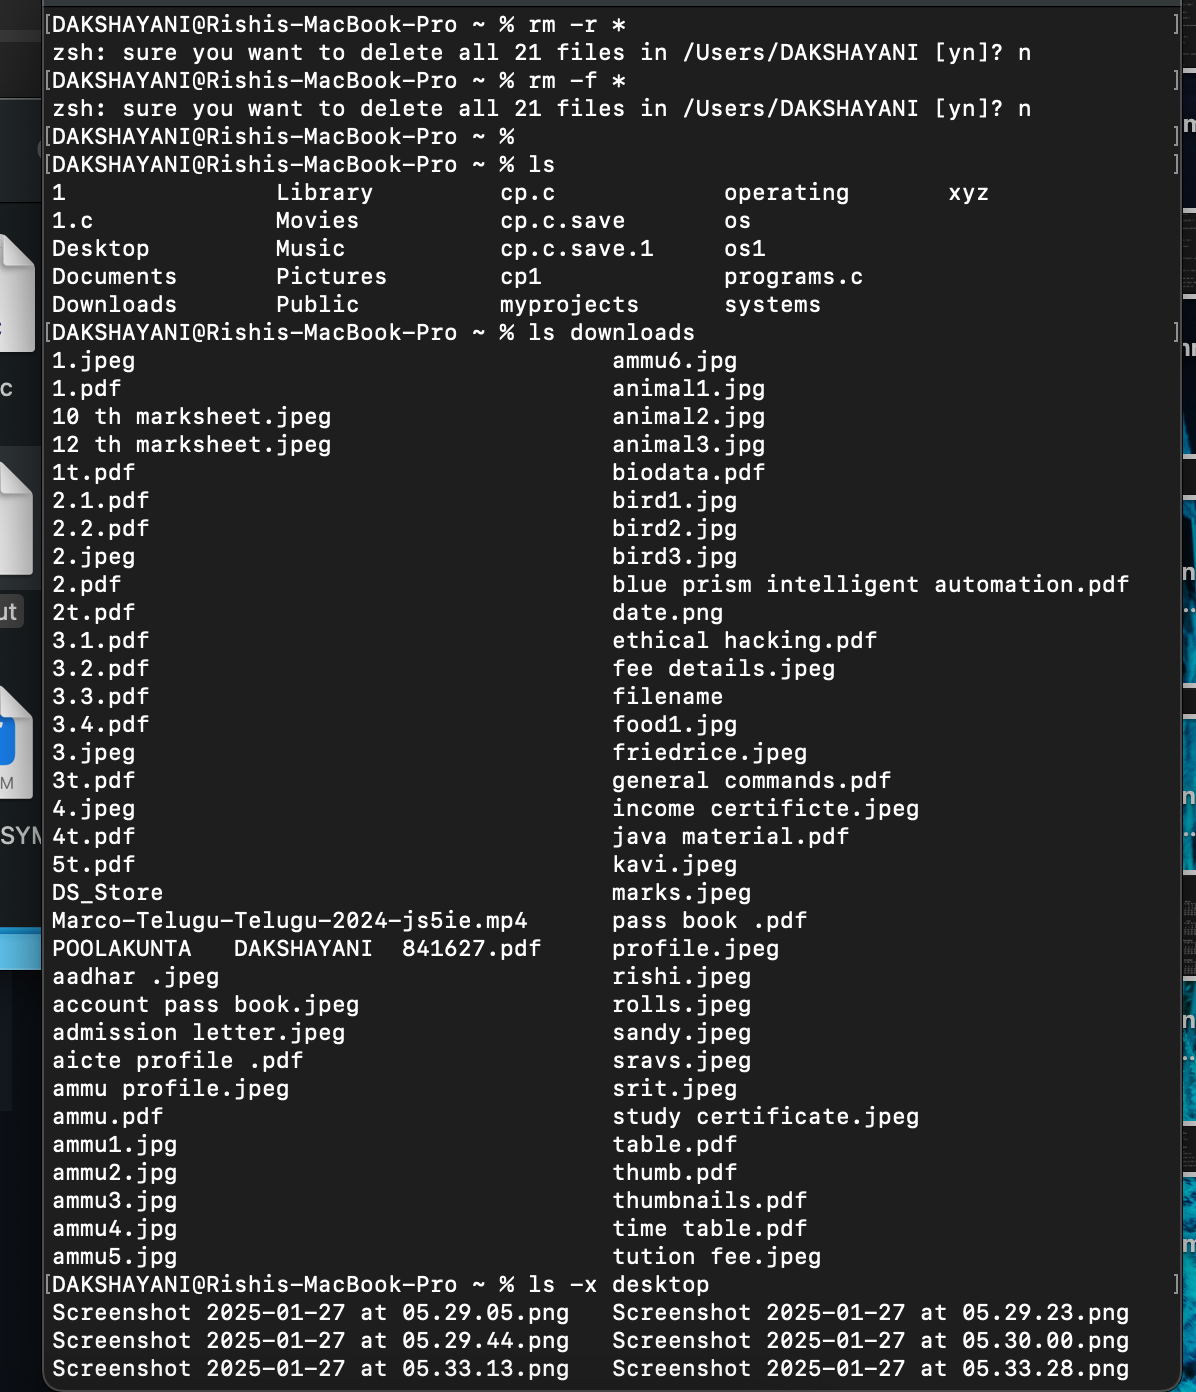 [DAKSHAYANI@Rishis-MacBook-Pro ~ % rm -r * ]
zsh: sure you want to delete all 21 files in /Users/DAKSHAYANI [yn]? n
[DAKSHAYANI@Rishis-MacBook-Pro ~ % rm -f * ]
zsh: sure you want to delete all 21 files in /Users/DAKSHAYANI [yn]? n
[DAKSHAYANI@Rishis-MacBook-Pro ~ % ]
[DAKSHAYANI@Rishis-MacBook-Pro ~ % ls ]
1 Library cp.c operating xyz
1.c Movies cp.c.save os
Desktop Music cp.c.save.1 os1
Documents Pictures cp1 programs.c
Downloads Public myprojects systems
[DAKSHAYANI@Rishis-MacBook-Pro ~ % ls downloads ]
1.jpeg ammu6.jpg
1.pdf animal1.jpg
10 th marksheet.jpeg animal2.jpg
12 th marksheet.jpeg animal3.jpg
1t.pdf biodata.pdf
2.1.pdf bird1.jpg
2.2.pdf bird2.jpg
2.jpeg bird3.jpg
2.pdf blue prism intelligent automation.pdf
2t.pdf date.png
3.1.pdf ethical hacking.pdf
3.2.pdf fee details.jpeg
3.3.pdf filename
3.4.pdf food1.jpg
3.jpeg friedrice.jpeg
3t.pdf general commands.pdf
4.jpeg income certificte.jpeg
4t.pdf java material.pdf
5t.pdf kavi.jpeg
DS_Store marks.jpeg
Marco-Telugu-Telugu-2024-js5ie.mp4 pass book .pdf
POOLAKUNTA   DAKSHAYANI  841627.pdf profile.jpeg
aadhar .jpeg rishi.jpeg
account pass book.jpeg rolls.jpeg
admission letter.jpeg sandy.jpeg
aicte profile .pdf sravs.jpeg
ammu profile.jpeg srit.jpeg
ammu.pdf study certificate.jpeg
ammu1.jpg table.pdf
ammu2.jpg thumb.pdf
ammu3.jpg thumbnails.pdf
ammu4.jpg time table.pdf
ammu5.jpg tution fee.jpeg
[DAKSHAYANI@Rishis-MacBook-Pro ~ % ls -x desktop ]
Screenshot 2025-01-27 at 05.29.05.png Screenshot 2025-01-27 at 05.29.23.png
Screenshot 2025-01-27 at 05.29.44.png Screenshot 2025-01-27 at 05.30.00.png
Screenshot 2025-01-27 at 05.33.13.png Screenshot 2025-01-27 at 05.33.28.png